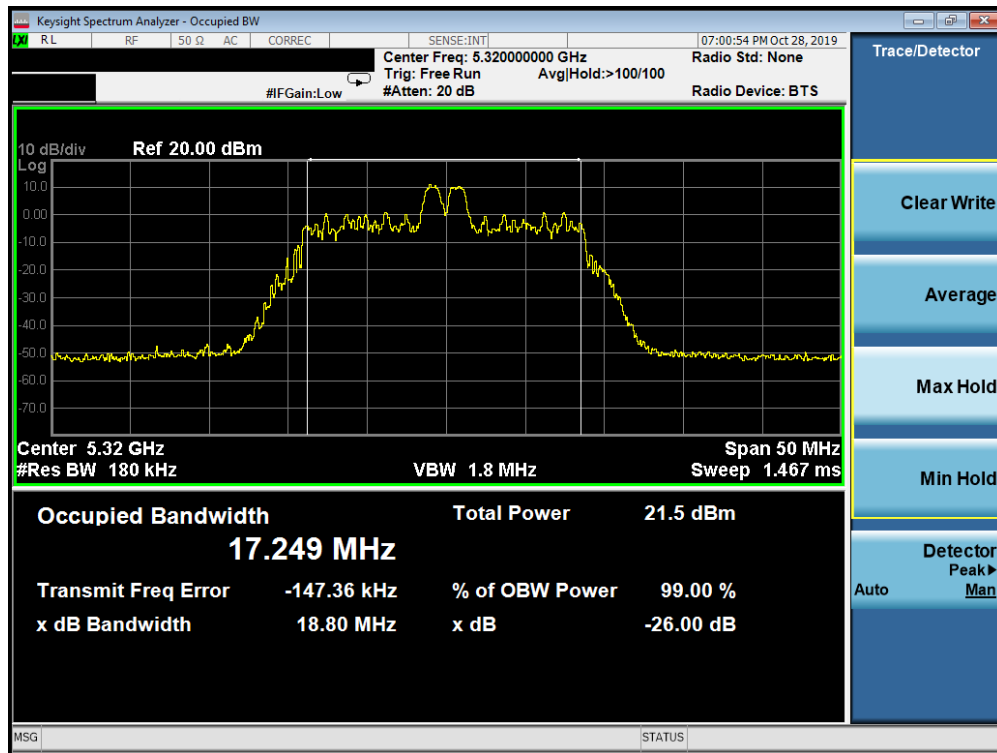 Keysight Spectrum Analyzer - Occupied BW
LXI RL RF 50 Ω AC CORREC SENSE:INT 07:00:54 PM Oct 28, 2019
Center Freq: 5.320000000 GHz Radio Std: None
Trig: Free Run Avg|Hold:>100/100
#IFGain:Low #Atten: 20 dB Radio Device: BTS
Trace/Detector
10 dB/div Ref 20.00 dBm
Log
10.0
0.00
-10.0
-20.0
-30.0
-40.0
-50.0
-60.0
-70.0
Center 5.32 GHz Span 50 MHz
#Res BW 180 kHz VBW 1.8 MHz Sweep 1.467 ms
Occupied Bandwidth Total Power 21.5 dBm
17.249 MHz
Transmit Freq Error -147.36 kHz % of OBW Power 99.00 %
x dB Bandwidth 18.80 MHz x dB -26.00 dB
Clear Write
Average
Max Hold
Min Hold
Detector
Peak▶
Auto Man
MSG STATUS